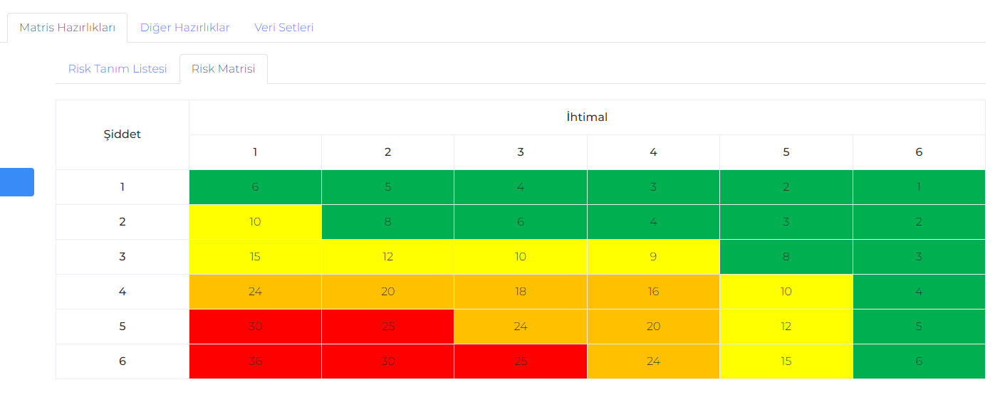 Matris Hazırlıkları Diğer Hazırlıklar Veri Setleri
Risk Tanım Listesi Risk Matrisi
Şiddet İhtimal
1 2 3 4 5 6
1 6 5 4 3 2 1
2 10 8 6 4 3 2
3 15 12 10 9 8 3
4 24 20 18 16 10 4
5 30 25 24 20 12 5
6 36 30 25 24 15 6